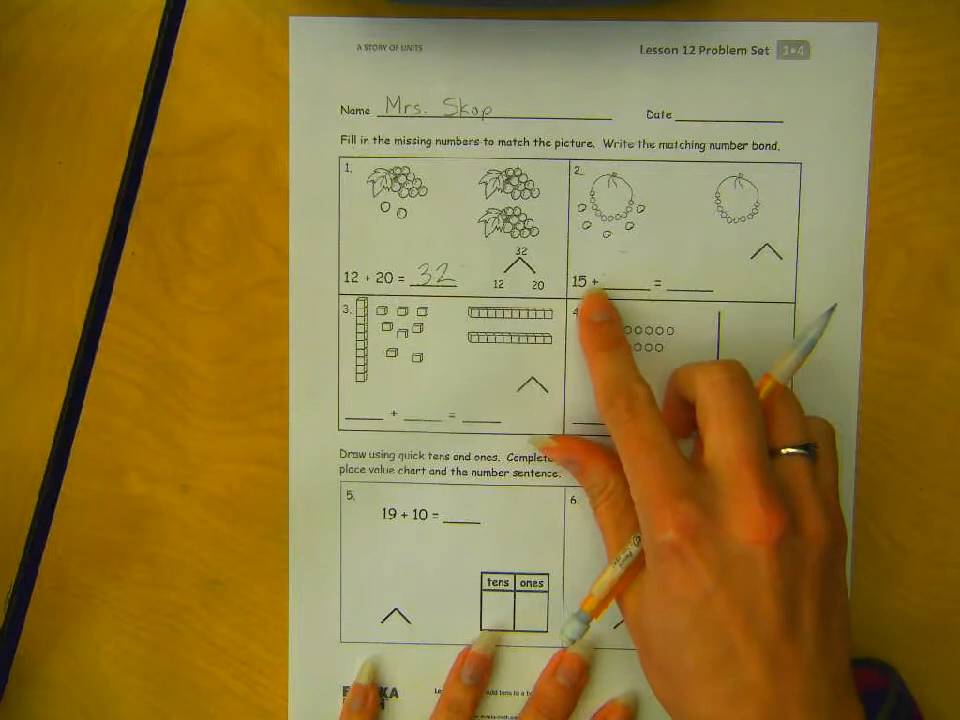 A STORY OF UNITS
Lesson 12 Problem Set 1•4
Name Mrs. Skop
Date
Fill in the missing numbers to match the picture. Write the matching number bond.
1.
32
12 20
12 + 20 = 32
2.
15 + =
3.
+ =
4
Draw using quick tens and ones. Complete
place value chart and the number sentence.
5.
19 + 10 =
tens ones
6